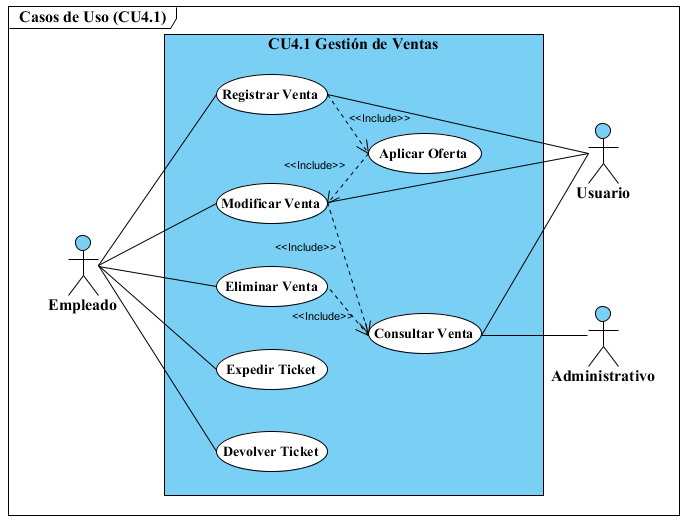 Casos de Uso (CU4.1)
CU4.1 Gestión de Ventas
Registrar Venta
<<Include>>
Aplicar Oferta
<<Include>>
Usuario
Modificar Venta
<<Include>>
Empleado
Eliminar Venta
<<Include>>
Consultar Venta
Administrativo
Expedir Ticket
Devolver Ticket